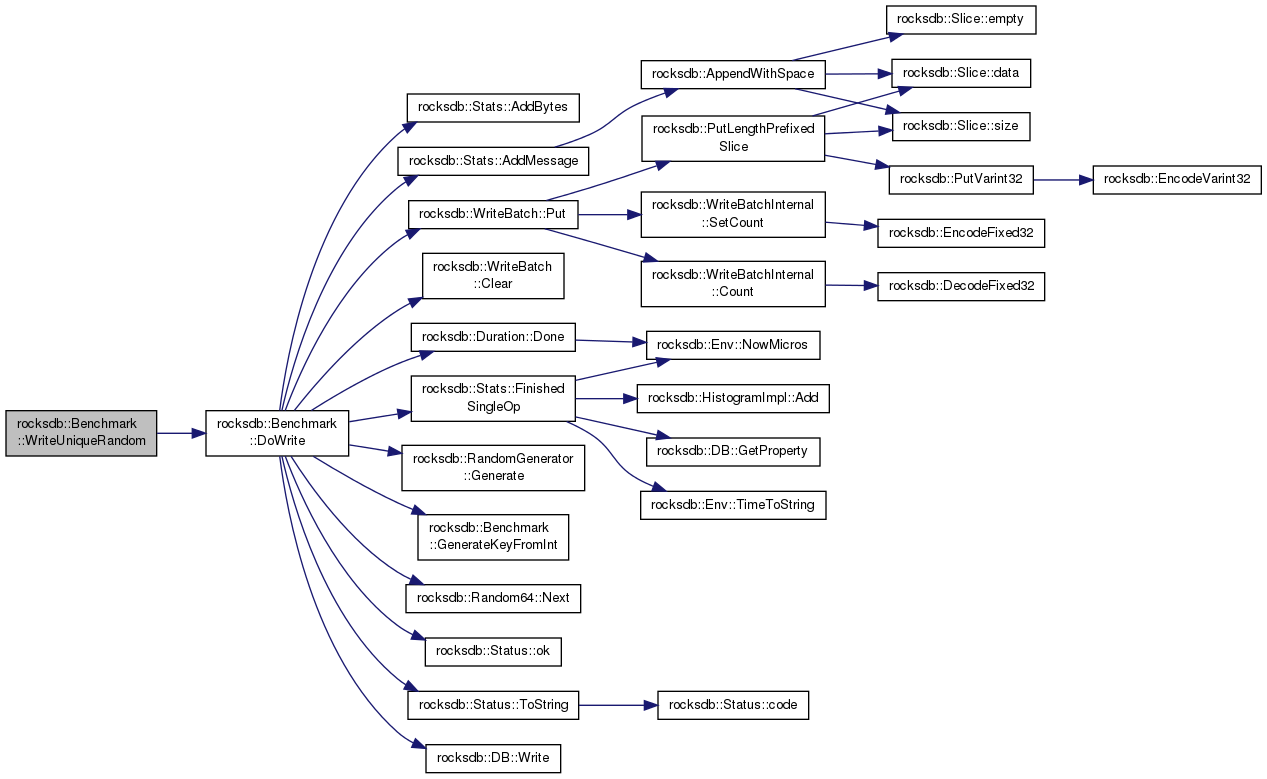 rocksdb::Benchmark
::WriteUniqueRandom
rocksdb::Benchmark
::DoWrite
rocksdb::Stats::AddBytes
rocksdb::Stats::AddMessage
rocksdb::WriteBatch::Put
rocksdb::WriteBatch
::Clear
rocksdb::Duration::Done
rocksdb::Stats::Finished
SingleOp
rocksdb::RandomGenerator
::Generate
rocksdb::Benchmark
::GenerateKeyFromInt
rocksdb::Random64::Next
rocksdb::Status::ok
rocksdb::Status::ToString
rocksdb::DB::Write
rocksdb::AppendWithSpace
rocksdb::PutLengthPrefixed
Slice
rocksdb::WriteBatchInternal
::SetCount
rocksdb::WriteBatchInternal
::Count
rocksdb::Env::NowMicros
rocksdb::HistogramImpl::Add
rocksdb::DB::GetProperty
rocksdb::Env::TimeToString
rocksdb::Status::code
rocksdb::Slice::empty
rocksdb::Slice::data
rocksdb::Slice::size
rocksdb::PutVarint32
rocksdb::EncodeFixed32
rocksdb::DecodeFixed32
rocksdb::EncodeVarint32